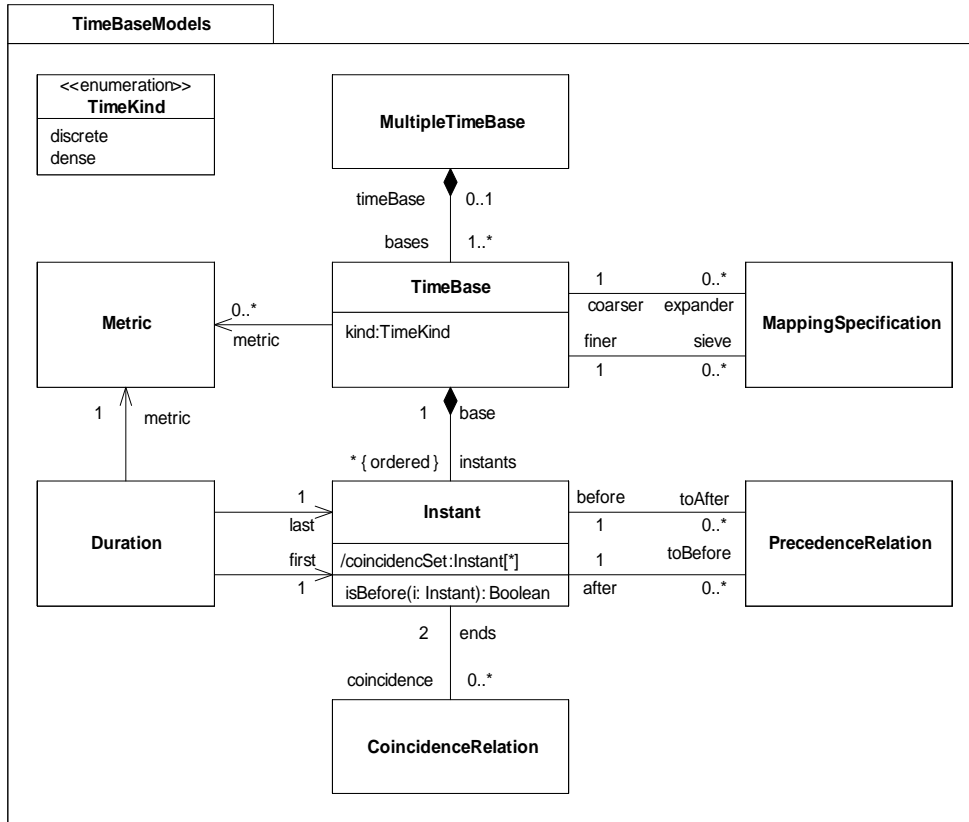 TimeBaseModels
<<enumeration>>
TimeKind
discrete
dense
MultipleTimeBase
timeBase 0..1
bases 1..*
Metric
0..*
metric
TimeBase
kind:TimeKind
1 0..*
coarser expander
finer sieve
1 0..*
MappingSpecification
1 metric
1 base
* { ordered } instants
Duration
1
last
first
1
Instant
/coincidencSet:Instant[*]
isBefore(i: Instant): Boolean
before toAfter
1 0..*
1 toBefore
after 0..*
PrecedenceRelation
2 ends
coincidence 0..*
CoincidenceRelation